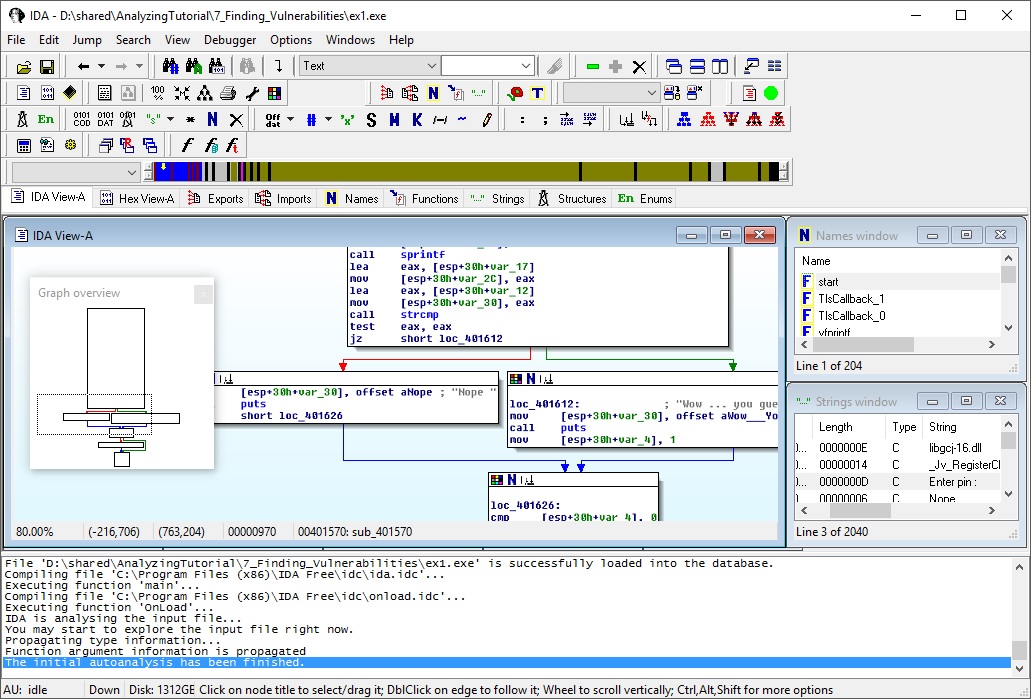 IDA - D:\shared\AnalyzingTutorial\7_Finding_Vulnerabilities\ex1.exe
File Edit Jump Search View Debugger Options Windows Help
Text
En
Off dat
IDA View-A Hex View-A Exports Imports Names Functions Strings Structures Enums
IDA View-A
Graph overview
call sprintf
lea eax, [esp+30h+var_17]
mov [esp+30h+var_2C], eax
lea eax, [esp+30h+var_12]
mov [esp+30h+var_30], eax
call strcmp
test eax, eax
jz short loc_401612
[esp+30h+var_30], offset aNope ; "Nope "
puts
short loc_401626
loc_401612: ; "Wow ... you gue
mov [esp+30h+var_30], offset aWow___Yo
call puts
mov [esp+30h+var_4], 1
loc_401626:
cmp [esp+30h+var_4], 0
80.00% (-216,706) (763,204) 00000970 00401570: sub_401570
Names window
Name
start
TlsCallback_1
TlsCallback_0
vfprintf
Line 1 of 204
Strings window
Length Type String
0000000E C libgcj-16.dll
00000014 C _Jv_RegisterCl
0000000D C Enter pin :
00000006 C Nope
Line 3 of 2040
File 'D:\shared\AnalyzingTutorial\7_Finding_Vulnerabilities\ex1.exe' is successfully loaded into the database.
Compiling file 'C:\Program Files (x86)\IDA Free\idc\ida.idc'...
Executing function 'main'...
Compiling file 'C:\Program Files (x86)\IDA Free\idc\onload.idc'...
Executing function 'OnLoad'...
IDA is analysing the input file...
You may start to explore the input file right now.
Propagating type information...
Function argument information is propagated
The initial autoanalysis has been finished.
AU: idle Down Disk: 1312GB Click on node title to select/drag it; DblClick on edge to follow it; Wheel to scroll vertically; Ctrl,Alt,Shift for more options